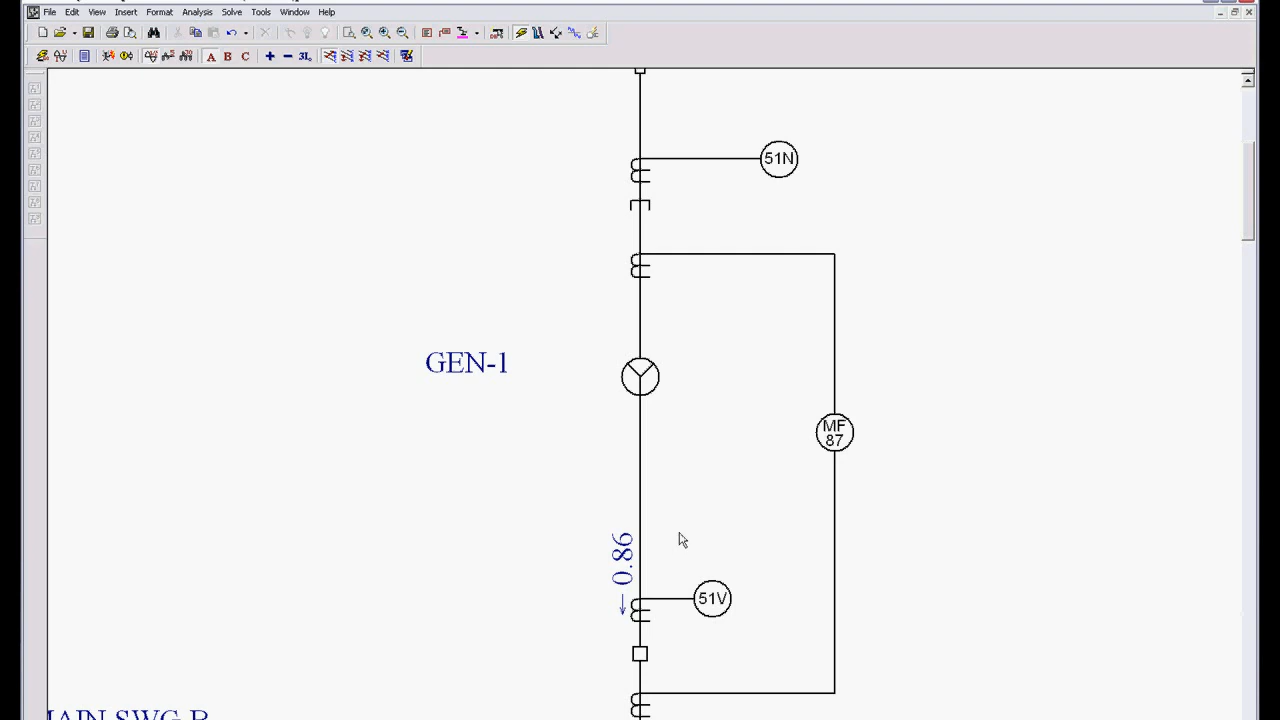 File Edit View Insert Format Analysis Solve Tools Window Help
A B C
51N
GEN-1
MF
87
0.86
51V